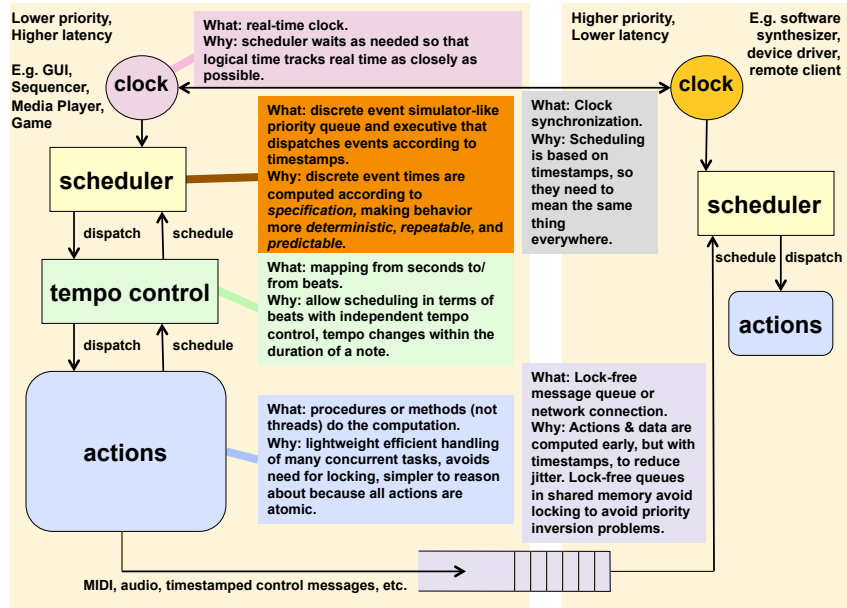 Lower priority,
Higher latency
E.g. GUI,
Sequencer,
Media Player,
Game
clock
What: real-time clock.
Why: scheduler waits as needed so that
logical time tracks real time as closely as
possible.
Higher priority,
Lower latency
E.g. software
synthesizer,
device driver,
remote client
clock
scheduler
What: discrete event simulator-like
priority queue and executive that
dispatches events according to
timestamps.
Why: discrete event times are
computed according to
specification, making behavior
more deterministic, repeatable, and
predictable.
What: Clock
synchronization.
Why: Scheduling
is based on
timestamps, so
they need to
mean the same
thing
everywhere.
scheduler
dispatch
schedule
schedule
dispatch
tempo control
What: mapping from seconds to/
from beats.
Why: allow scheduling in terms of
beats with independent tempo
control, tempo changes within the
duration of a note.
actions
dispatch
schedule
actions
What: procedures or methods (not
threads) do the computation.
Why: lightweight efficient handling
of many concurrent tasks, avoids
need for locking, simpler to reason
about because all actions are
atomic.
What: Lock-free
message queue or
network connection.
Why: Actions & data are
computed early, but with
timestamps, to reduce
jitter. Lock-free queues
in shared memory avoid
locking to avoid priority
inversion problems.
MIDI, audio, timestamped control messages, etc.